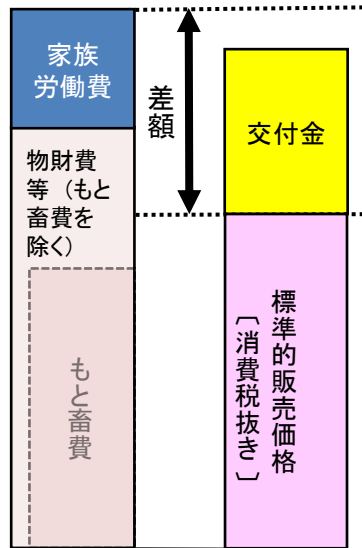 家族
労働費
物財費
等（もと
畜費を
除く）
もと畜費
差額
交付金
標準的販売価格
〔消費税抜き〕